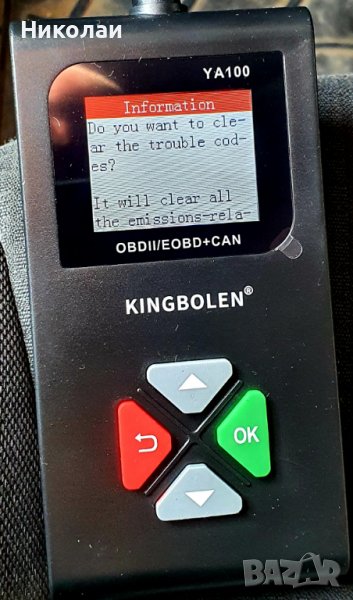 Николаи
YA100
Information
Do you want to cle-
ar the trouble cod-
es?
It will clear all
the emissions-rela-
OBDII/EOBD+CAN
KINGBOLEN®
OK
BAZAR